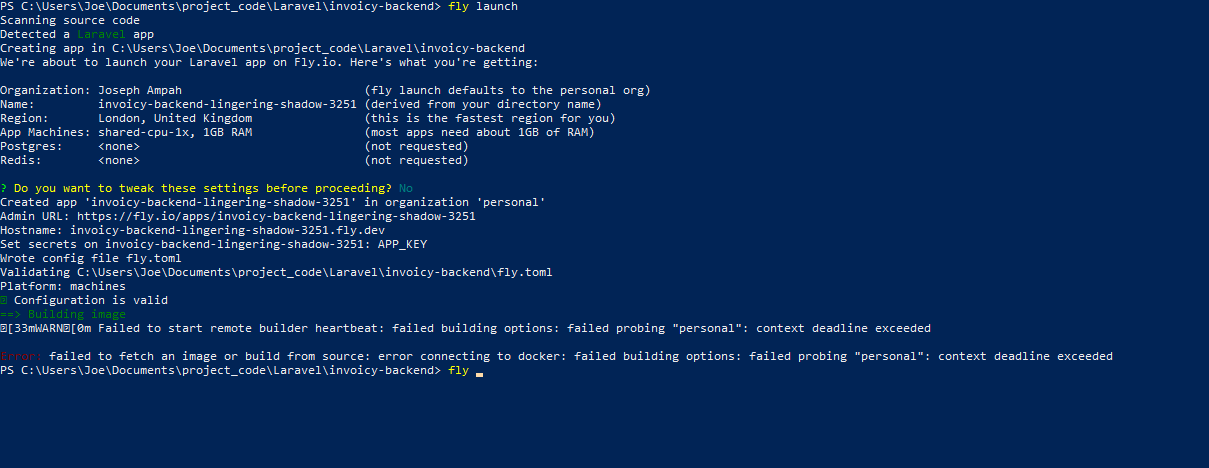 PS C:\Users\Joe\Documents\project_code\Laravel\invoicy-backend> fly launch
Scanning source code
Detected a Laravel app
Creating app in C:\Users\Joe\Documents\project_code\Laravel\invoicy-backend
We're about to launch your Laravel app on Fly.io. Here's what you're getting:
Organization: Joseph Ampah (fly launch defaults to the personal org)
Name: invoicy-backend-lingering-shadow-3251 (derived from your directory name)
Region: London, United Kingdom (this is the fastest region for you)
App Machines: shared-cpu-1x, 1GB RAM (most apps need about 1GB of RAM)
Postgres: <none> (not requested)
Redis: <none> (not requested)
? Do you want to tweak these settings before proceeding? No
Created app 'invoicy-backend-lingering-shadow-3251' in organization 'personal'
Admin URL: https://fly.io/apps/invoicy-backend-lingering-shadow-3251
Hostname: invoicy-backend-lingering-shadow-3251.fly.dev
Set secrets on invoicy-backend-lingering-shadow-3251: APP_KEY
Wrote config file fly.toml
Validating C:\Users\Joe\Documents\project_code\Laravel\invoicy-backend\fly.toml
Platform: machines
Configuration is valid
==> Building image
[33mWARN[0m Failed to start remote builder heartbeat: failed building options: failed probing "personal": context deadline exceeded
Error: failed to fetch an image or build from source: error connecting to docker: failed building options: failed probing "personal": context deadline exceeded
PS C:\Users\Joe\Documents\project_code\Laravel\invoicy-backend> fly